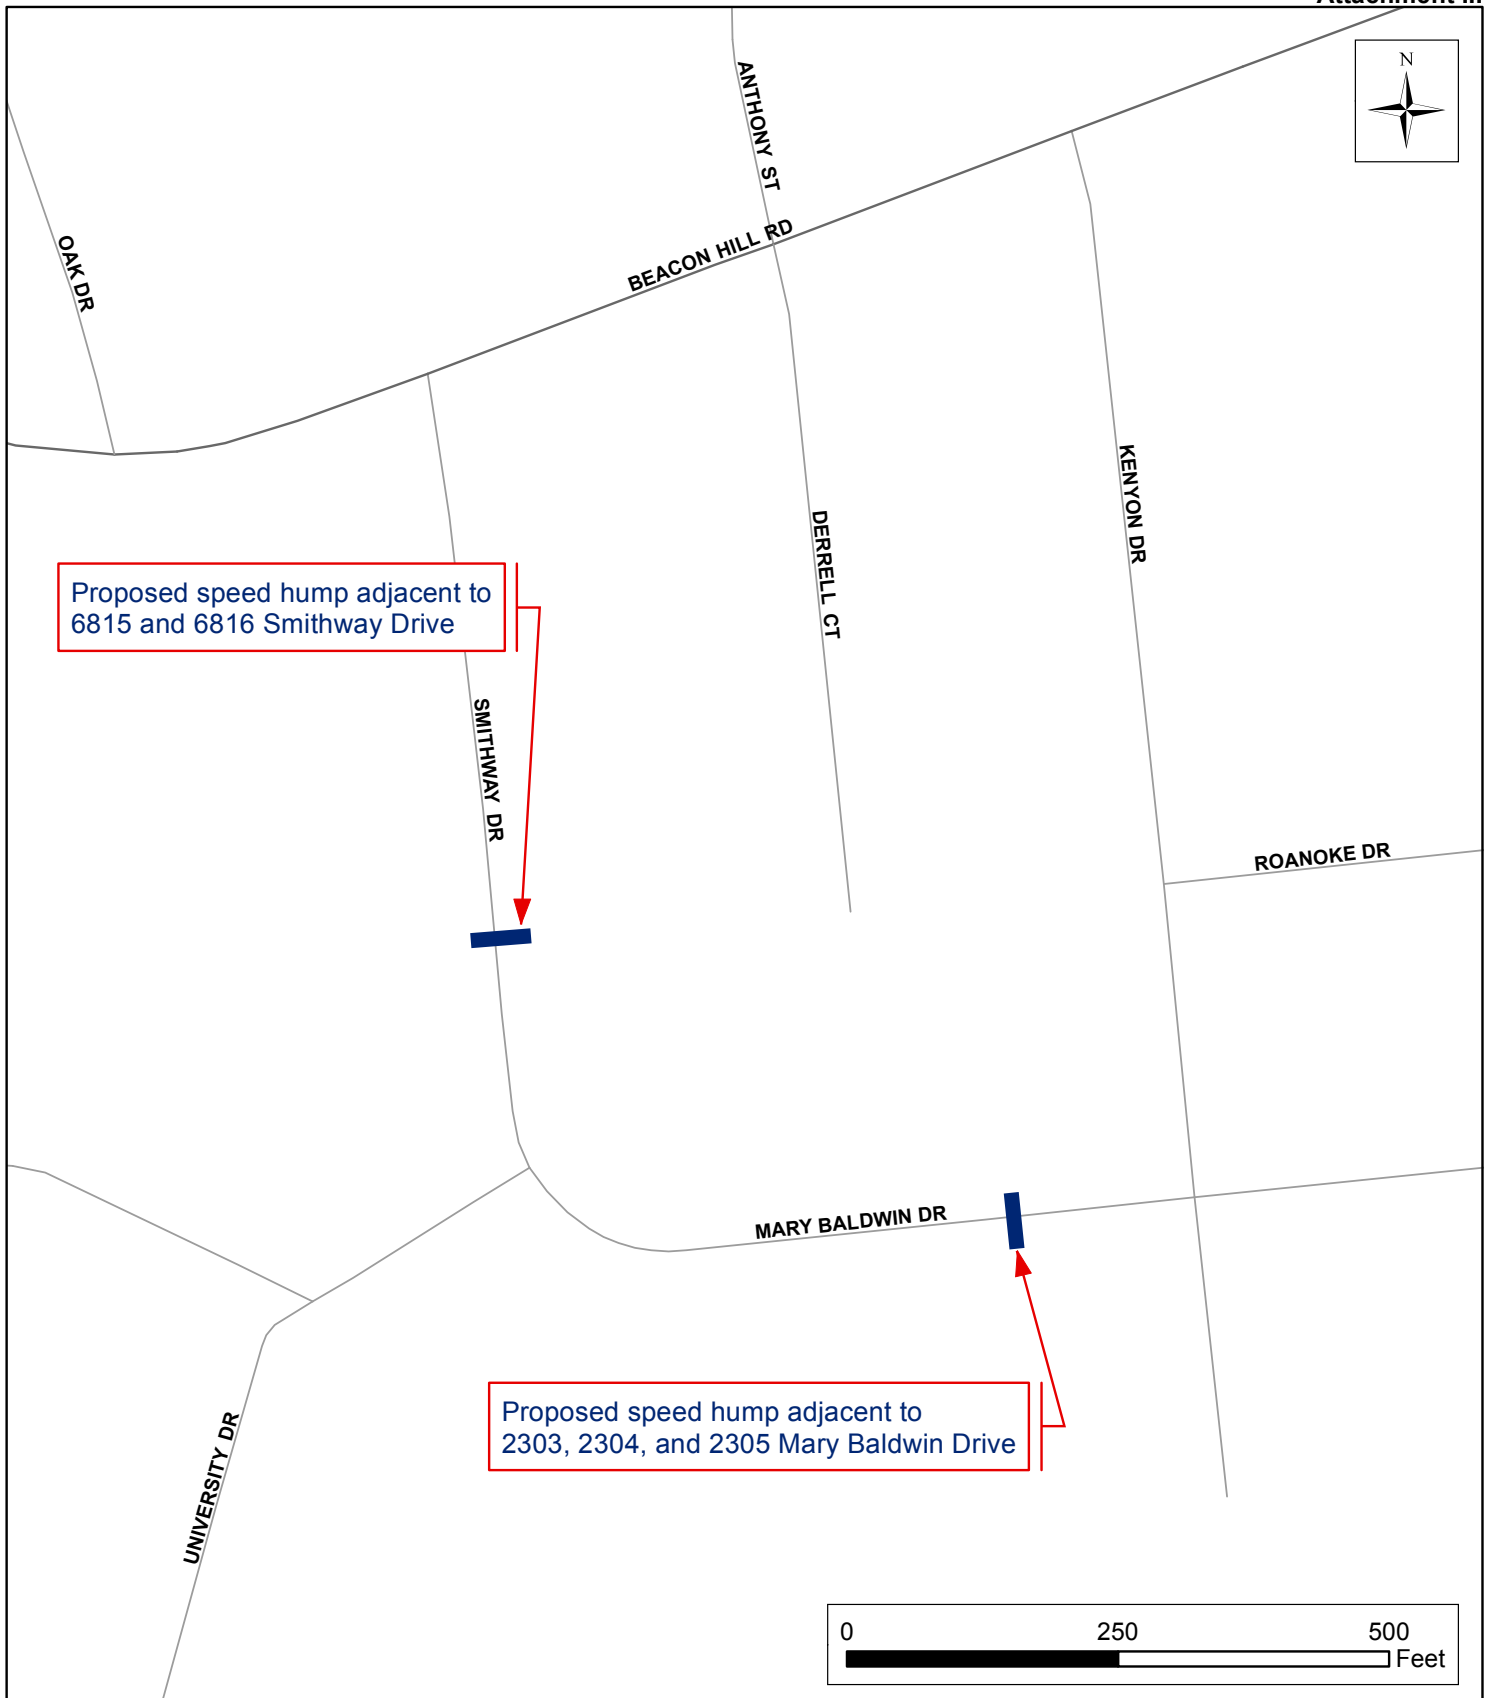 N
ANTHONY ST
BEACON HILL RD
OAK DR
KENYON DR
DERRELL CT
Proposed speed hump adjacent to
6815 and 6816 Smithway Drive
SMITHWAY DR
ROANOKE DR
MARY BALDWIN DR
Proposed speed hump adjacent to
2303, 2304, and 2305 Mary Baldwin Drive
UNIVERSITY DR
0 250 500
Feet